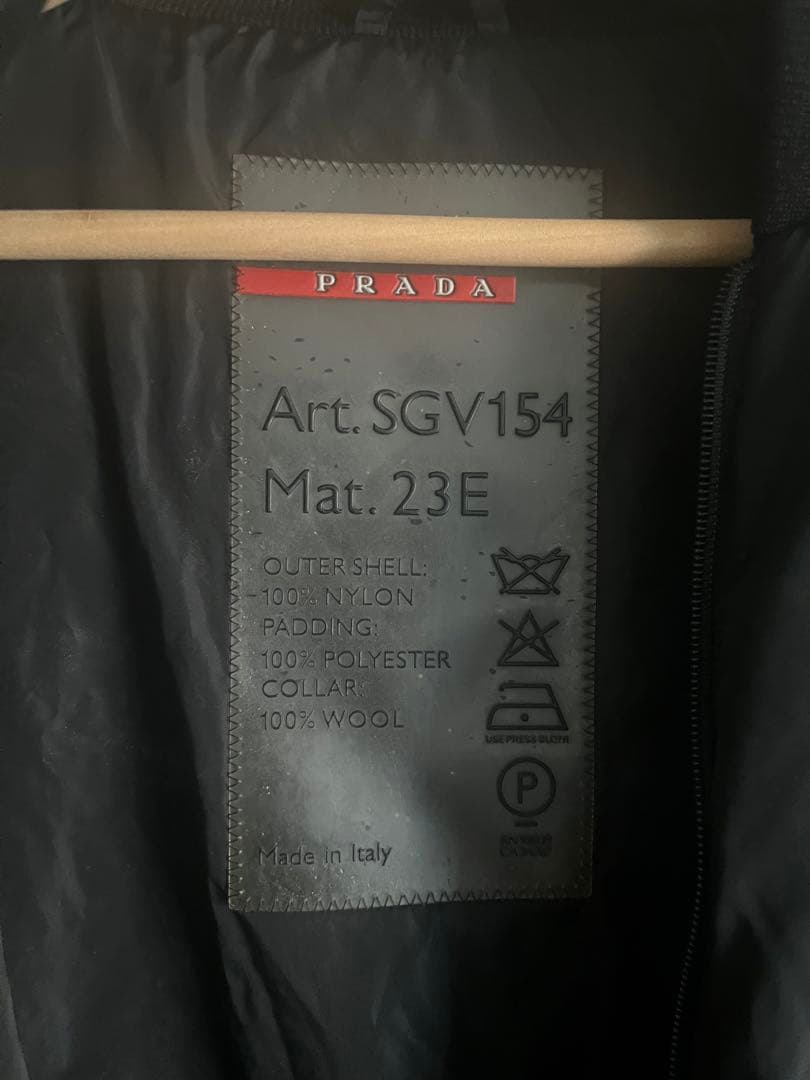 PRADA
Art. SGV154
Mat. 23E
OUTER SHELL:
100% NYLON
PADDING:
100% POLYESTER
COLLAR:
100% WOOL
USE PRESS CLOTH
P
Made in Italy